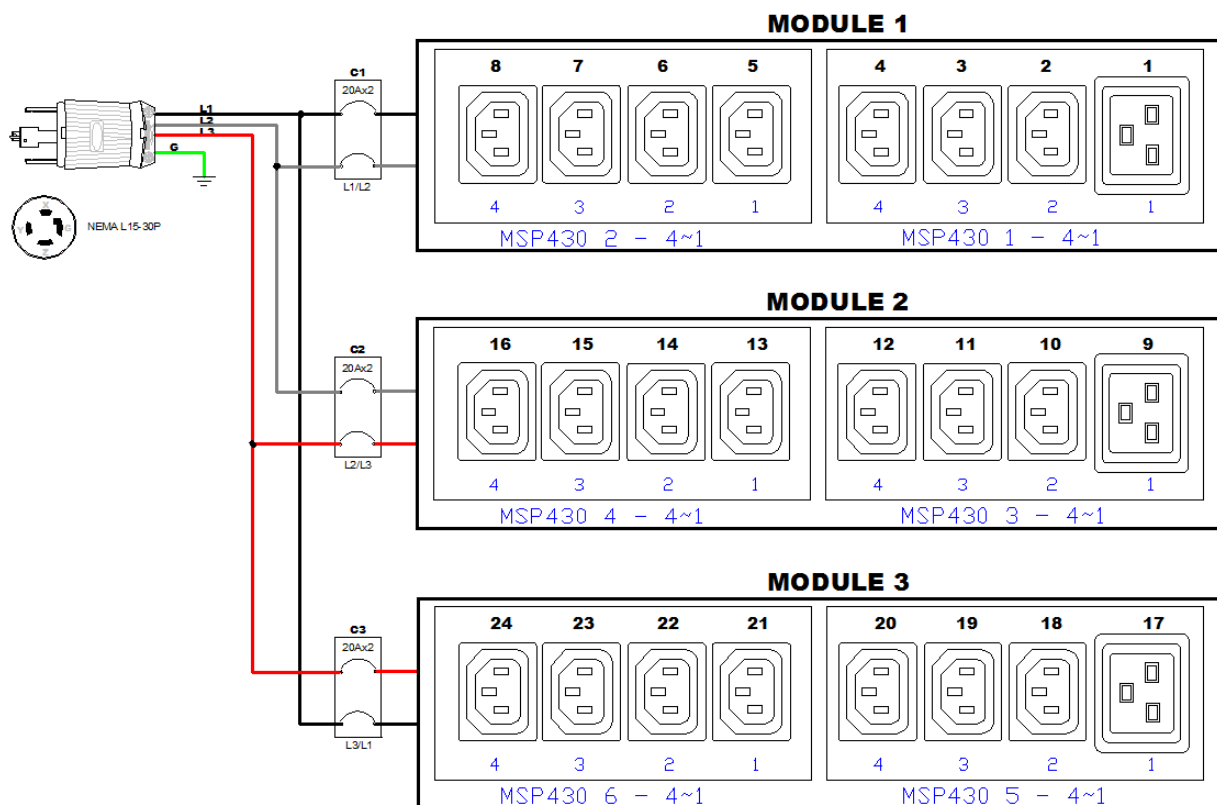 MODULE 1
C1
20Ax2
L1/L2
8 7 6 5 4 3 2 1
4 3 2 1 4 3 2 1
MSP430 2 - 4~1 MSP430 1 - 4~1
L1
L2
L3
G
X
Y G
Z
NEMA L15-30P
MODULE 2
C2
20Ax2
L2/L3
16 15 14 13 12 11 10 9
4 3 2 1 4 3 2 1
MSP430 4 - 4~1 MSP430 3 - 4~1
MODULE 3
C3
20Ax2
L3/L1
24 23 22 21 20 19 18 17
4 3 2 1 4 3 2 1
MSP430 6 - 4~1 MSP430 5 - 4~1